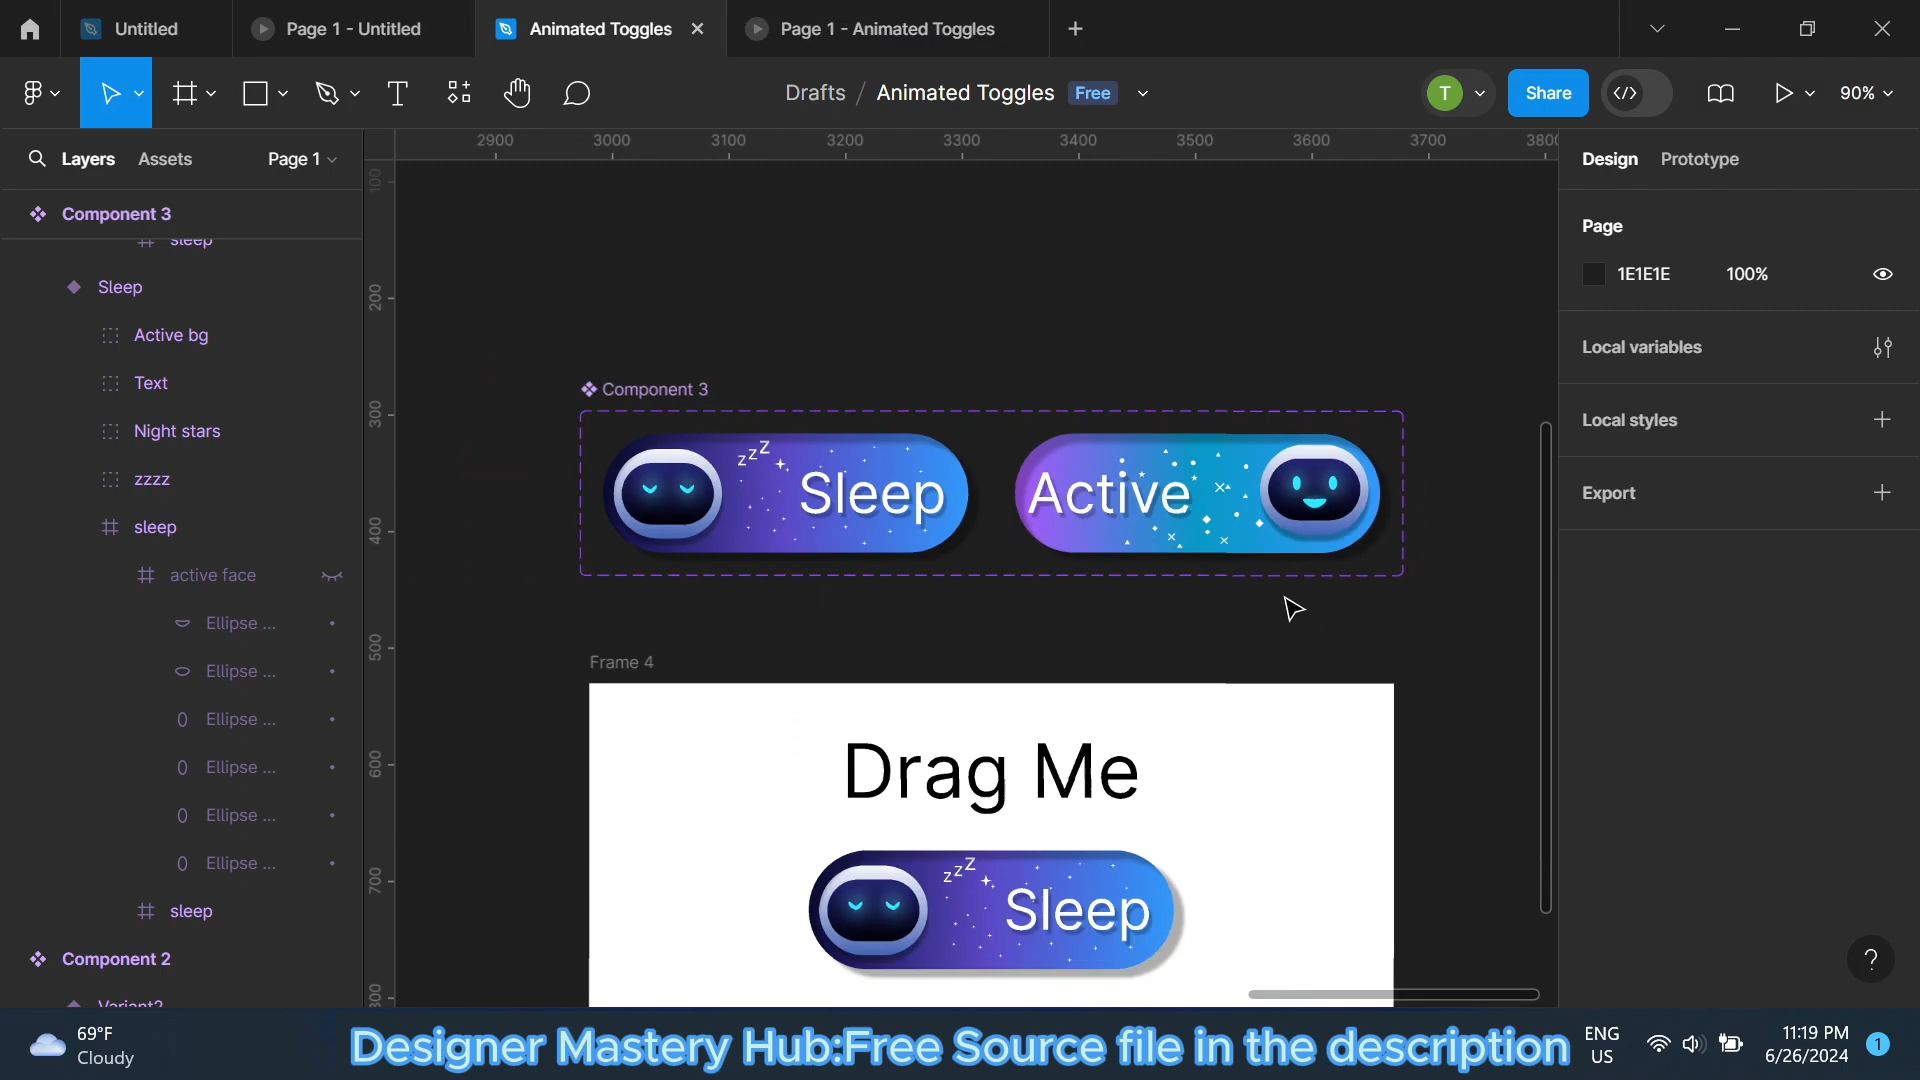 Untitled
Page 1 - Untitled
Animated Toggles
Page 1 - Animated Toggles
T
Drafts / Animated Toggles Free
T
Share
90%
Layers Assets Page 1
Component 3
sleep
Sleep
Active bg
Text
Night stars
zzzz
sleep
active face
Ellipse ...
Ellipse ...
Ellipse ...
Ellipse ...
Ellipse ...
Ellipse ...
sleep
Component 2
Variant2
2900 3000 3100 3200 3300 3400 3500 3600 3700 3800
100
200
300
400
500
600
700
800
Component 3
zzZ
Sleep
Active
Frame 4
Drag Me
zzZ
Sleep
Design Prototype
Page
1E1E1E 100%
Local variables
Local styles
Export
?
69°F
Cloudy
Designer Mastery Hub:Free Source file in the description
ENG
US
11:19 PM
6/26/2024
1